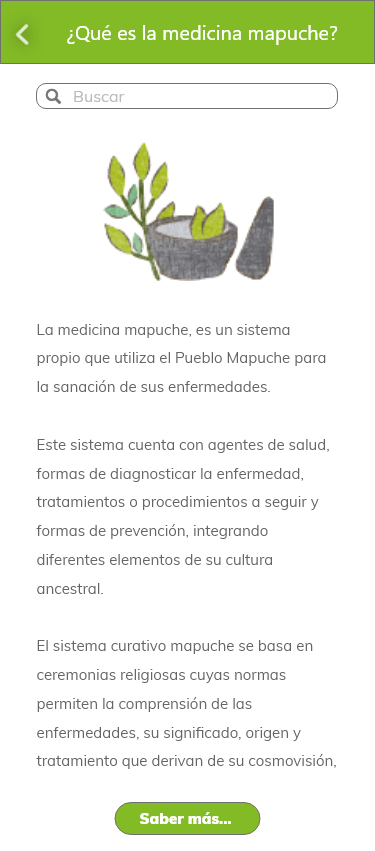 ¿Qué es la medicina mapuche?
Buscar
La medicina mapuche, es un sistema
propio que utiliza el Pueblo Mapuche para
la sanación de sus enfermedades.
Este sistema cuenta con agentes de salud,
formas de diagnosticar la enfermedad,
tratamientos o procedimientos a seguir y
formas de prevención, integrando
diferentes elementos de su cultura
ancestral.
El sistema curativo mapuche se basa en
ceremonias religiosas cuyas normas
permiten la comprensión de las
enfermedades, su significado, origen y
tratamiento que derivan de su cosmovisión,
Saber más...